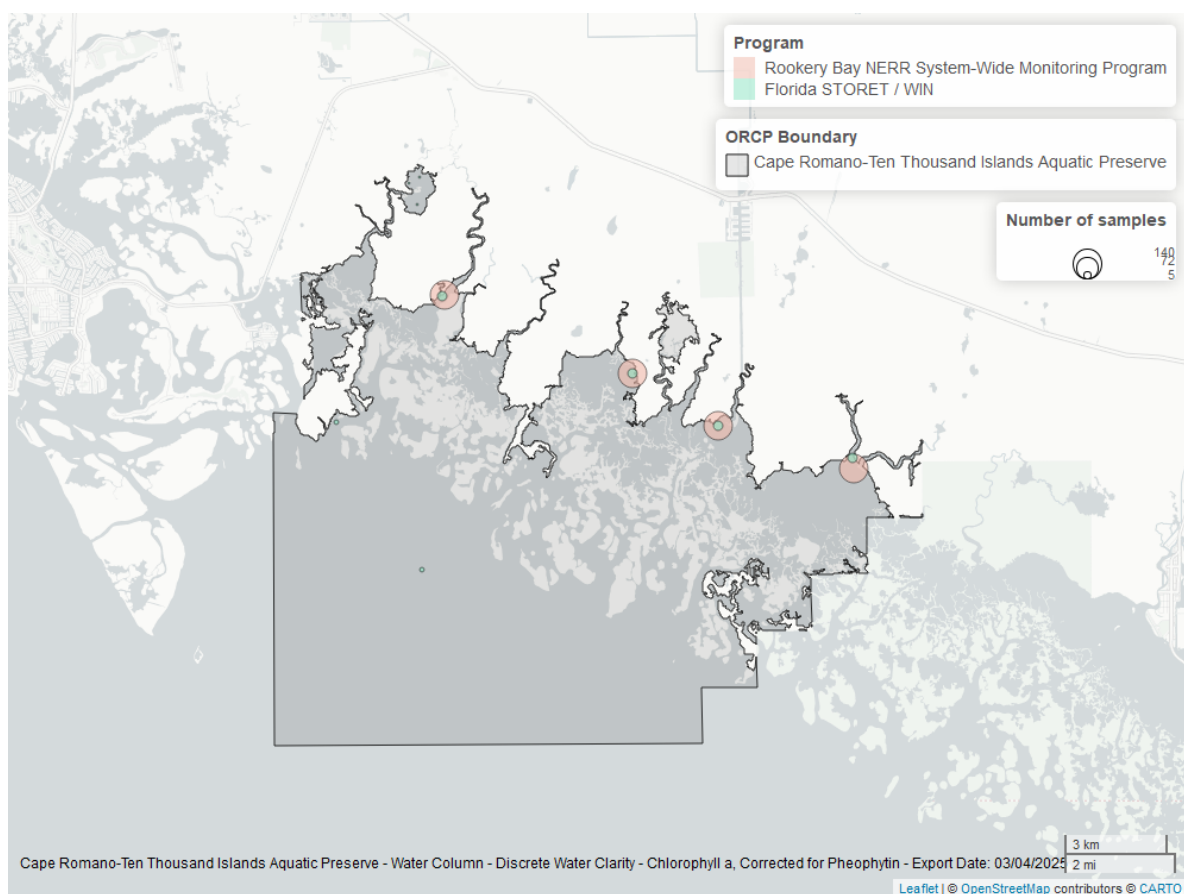 Program
Rookery Bay NERR System-Wide Monitoring Program
Florida STORET / WIN
ORCP Boundary
Cape Romano-Ten Thousand Islands Aquatic Preserve
Number of samples
140
72
5
3 km
2 mi
Cape Romano-Ten Thousand Islands Aquatic Preserve - Water Column - Discrete Water Clarity - Chlorophyll a, Corrected for Pheophytin - Export Date: 03/04/2025
Leaflet | © OpenStreetMap contributors © CARTO